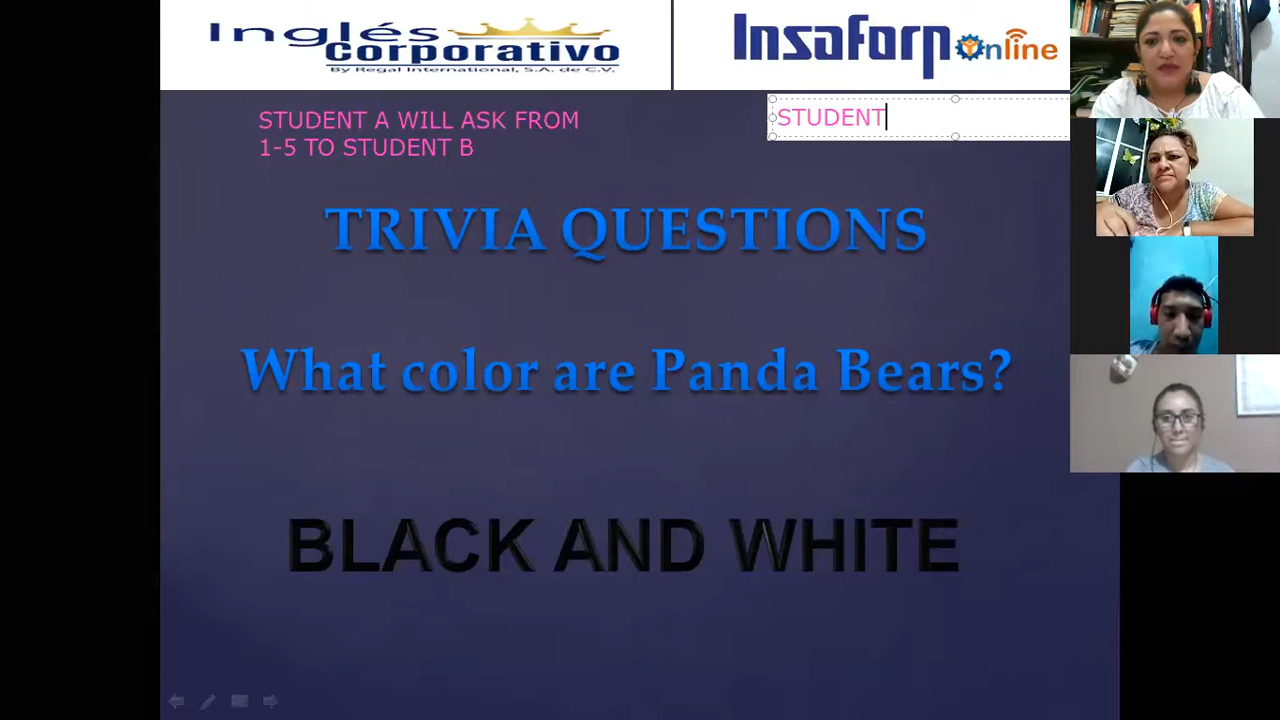 Inglés
Corporativo
By Regal International, S.A. de C.V.
Insaforp Online
STUDENT A WILL ASK FROM
1-5 TO STUDENT B
STUDENT
TRIVIA QUESTIONS
What color are Panda Bears?
BLACK AND WHITE